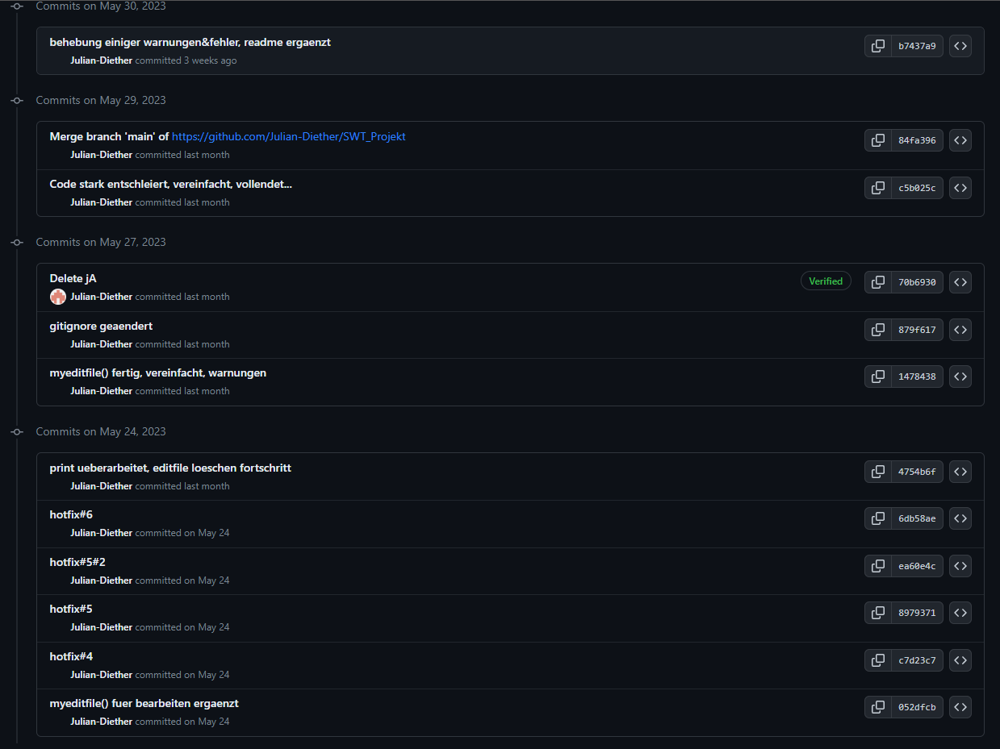 Commits on May 30, 2023
behebung einiger warnungen&fehler, readme ergaenzt
b7437a9
Julian-Diether committed 3 weeks ago
Commits on May 29, 2023
Merge branch 'main' of https://github.com/Julian-Diether/SWT_Projekt
84fa396
Julian-Diether committed last month
Code stark entschleiert, vereinfacht, vollendet...
c5b025c
Julian-Diether committed last month
Commits on May 27, 2023
Delete jA
Verified
70b6930
Julian-Diether committed last month
gitignore geaendert
879f617
Julian-Diether committed last month
myeditfile() fertig, vereinfacht, warnungen
1478438
Julian-Diether committed last month
Commits on May 24, 2023
print ueberarbeitet, editfile loeschen fortschritt
4754b6f
Julian-Diether committed last month
hotfix#6
6db58ae
Julian-Diether committed on May 24
hotfix#5#2
ea60e4c
Julian-Diether committed on May 24
hotfix#5
8979371
Julian-Diether committed on May 24
hotfix#4
c7d23c7
Julian-Diether committed on May 24
myeditfile() fuer bearbeiten ergaenzt
052dfcb
Julian-Diether committed on May 24